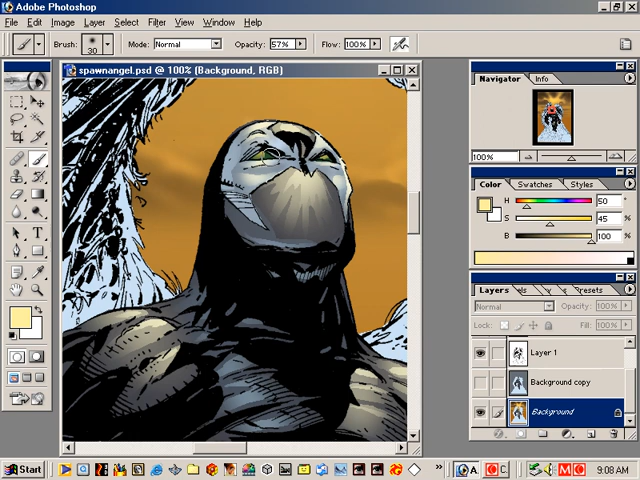 Adobe Photoshop
File Edit Image Layer Select Filter View Window Help
Brush: 30 Mode: Normal Opacity: 57% Flow: 100%
spawnangel.psd @ 100% (Background, RGB)
Navigator Info
100%
Color Swatches Styles
H 50 °
S 45 %
B 100 %
Layers resets
Normal Opacity: 100%
Lock: Fill: 100%
Layer 1
Background copy
Background
Start A. C. 9:08 AM